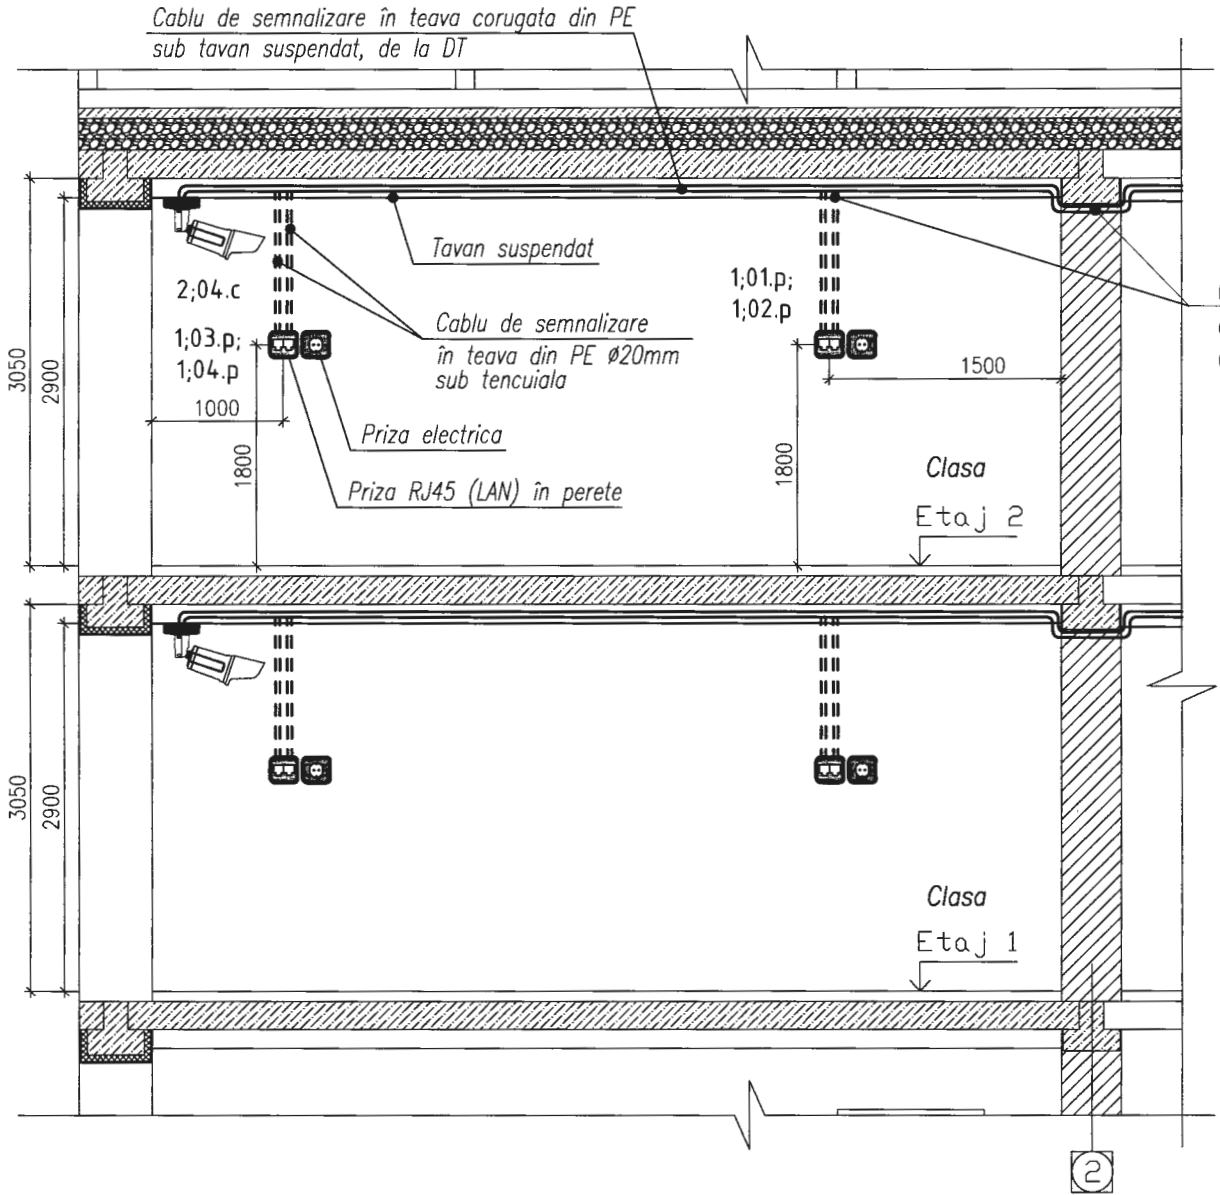 Cablu de semnalizare în teava corugata din PE
sub tavan suspendat, de la DT
Tavan suspendat
2;04.c
1;01.p;
1;02.p
Cablu de semnalizare
în teava din PE Ø20mm
sub tencuiala
1;03.p;
1;04.p
3050
2900
1000
1500
1800
1800
Priza electrica
Priza RJ45 (LAN) în perete
Clasa
Etaj 2
3050
2900
Clasa
Etaj 1
2